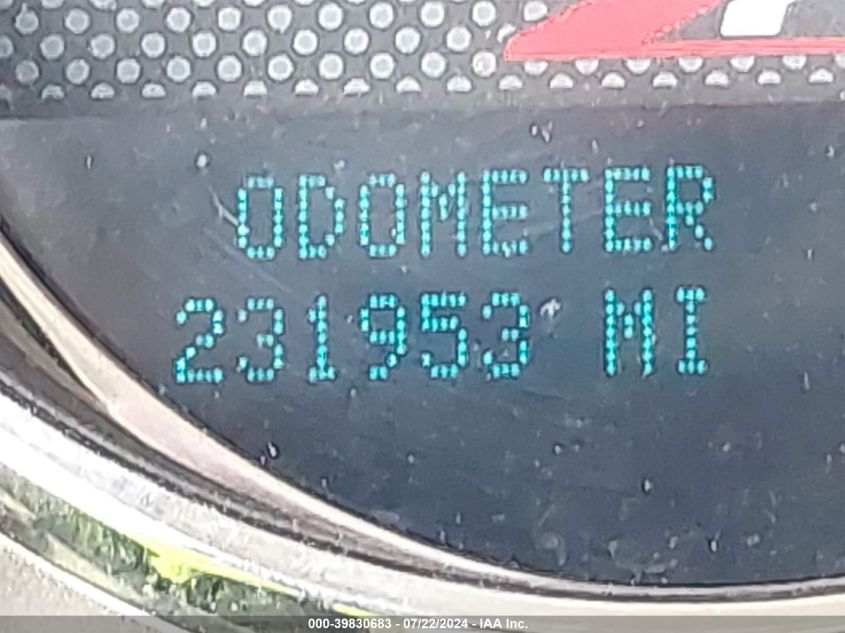 ODOMETER
231953 MI
000-39830683 - 07/22/2024 - IAA Inc.